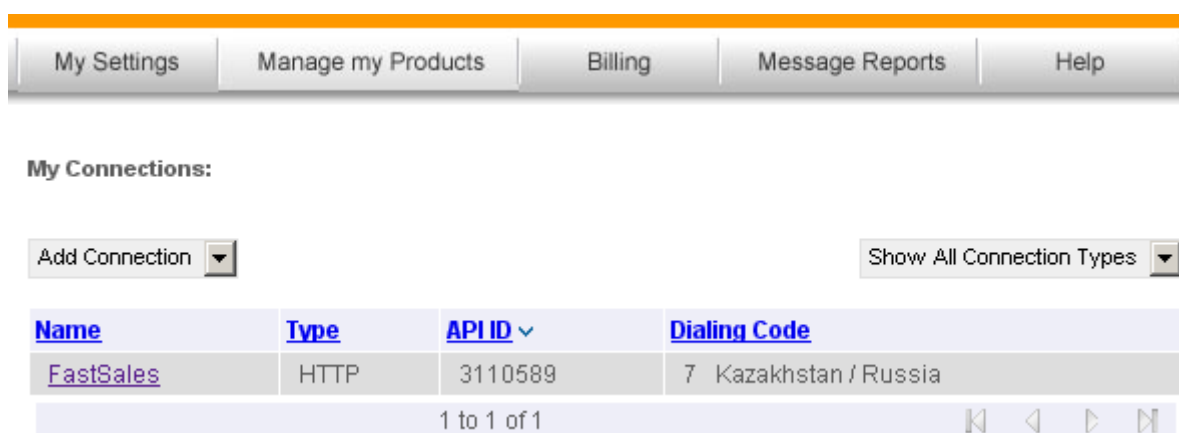 My Settings Manage my Products Billing Message Reports Help
My Connections:
Add Connection Show All Connection Types
Name Type API ID Dialing Code
FastSales HTTP 3110589 7 Kazakhstan / Russia
1 to 1 of 1